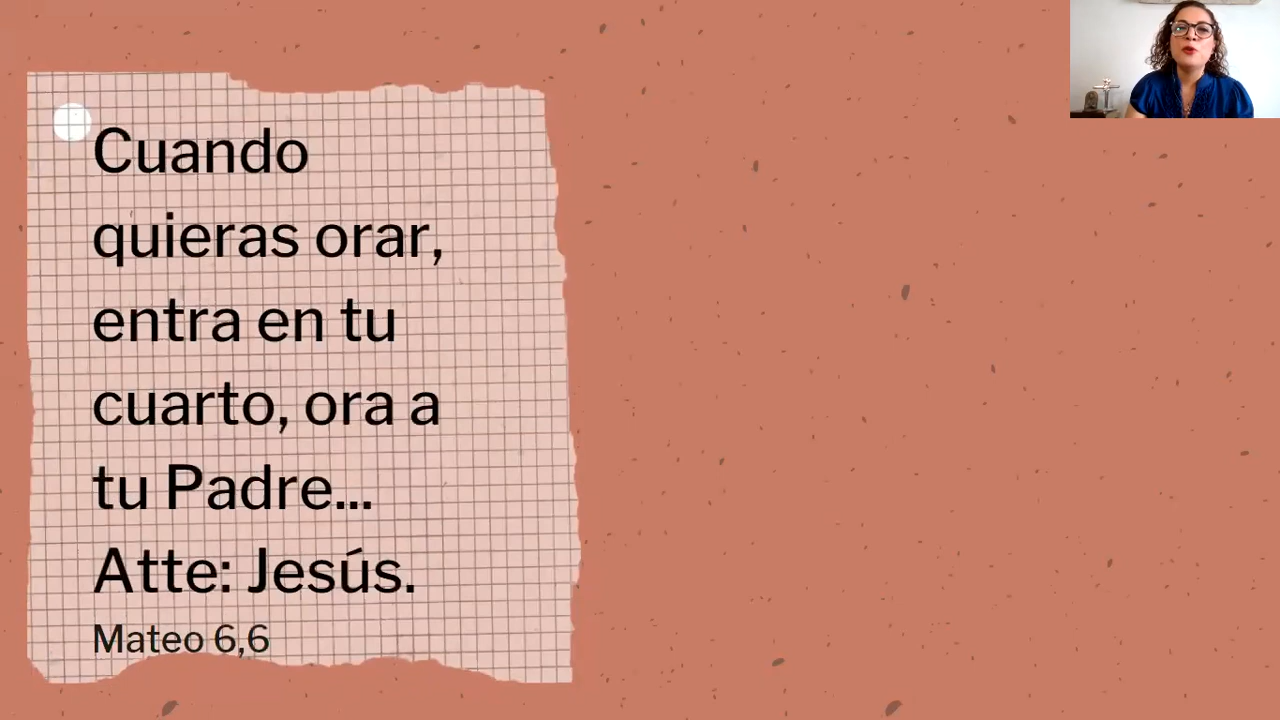 Cuando
quieras orar,
entra en tu
cuarto, ora a
tu Padre...
Atte: Jesús.
Mateo 6,6